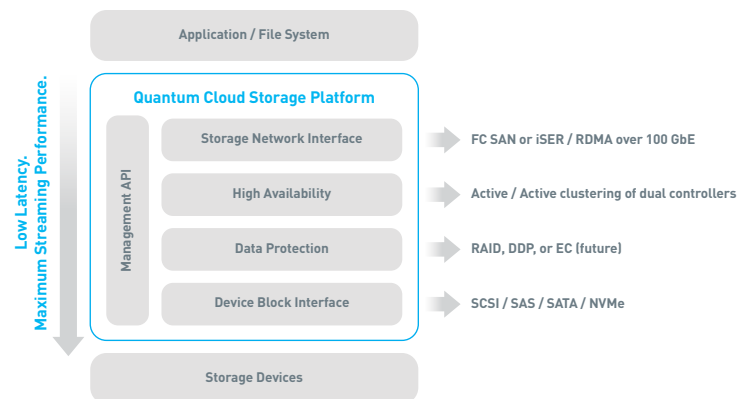 Application / File System
Low Latency.
Maximum Streaming Performance.
Quantum Cloud Storage Platform
Management API
Storage Network Interface
FC SAN or iSER / RDMA over 100 GbE
High Availability
Active / Active clustering of dual controllers
Data Protection
RAID, DDP, or EC (future)
Device Block Interface
SCSI / SAS / SATA / NVMe
Storage Devices